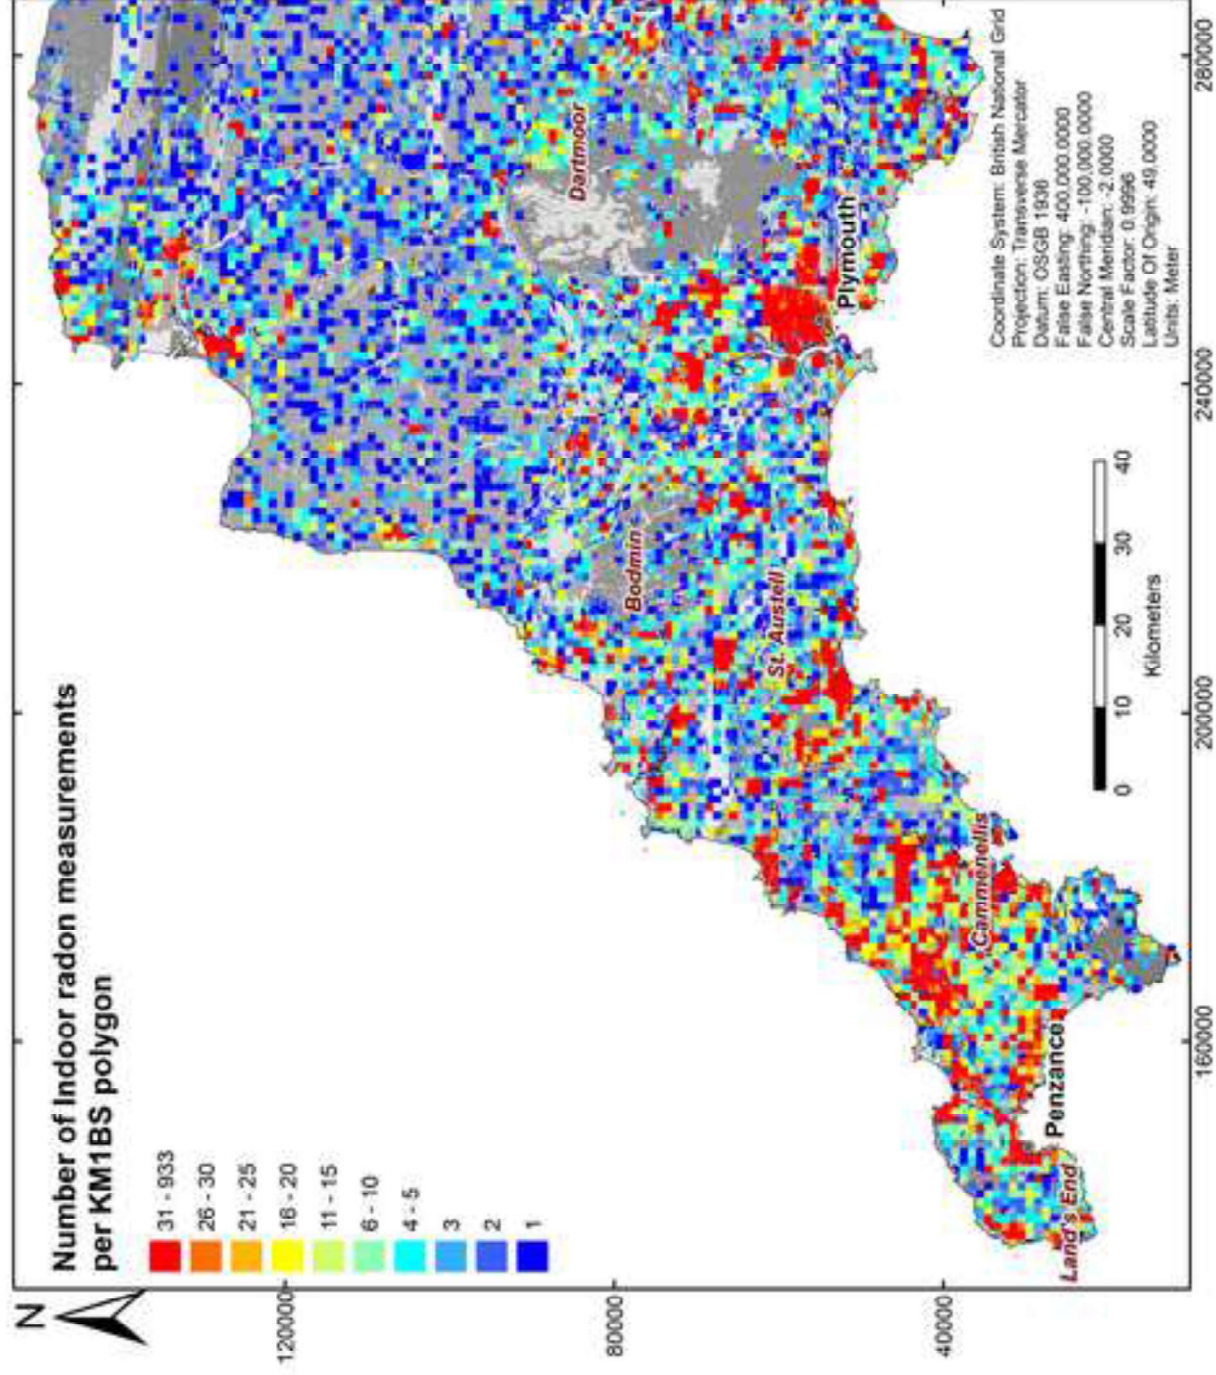 N
Number of Indoor radon measurements
per KM1BS polygon
31 - 933
26 - 30
21 - 25
16 - 20
11 - 15
6 - 10
4 - 5
3
2
1
120000
800000
40000
Dartmoor
Bodmin
Plymouth
St. Austell
Cammenellis
Penzance
Land's End
0 10 20 30 40
Kilometers
Coordinate System: British National Grid
Projection: Transverse Mercator
Datum: OSGB 1936
False Easting: 400,000.0000
False Northing: -100,000.0000
Central Meridian: -2.0000
Scale Factor: 0.9996
Latitude Of Origin: 49.0000
Units: Meter
160000
200000
240000
280000